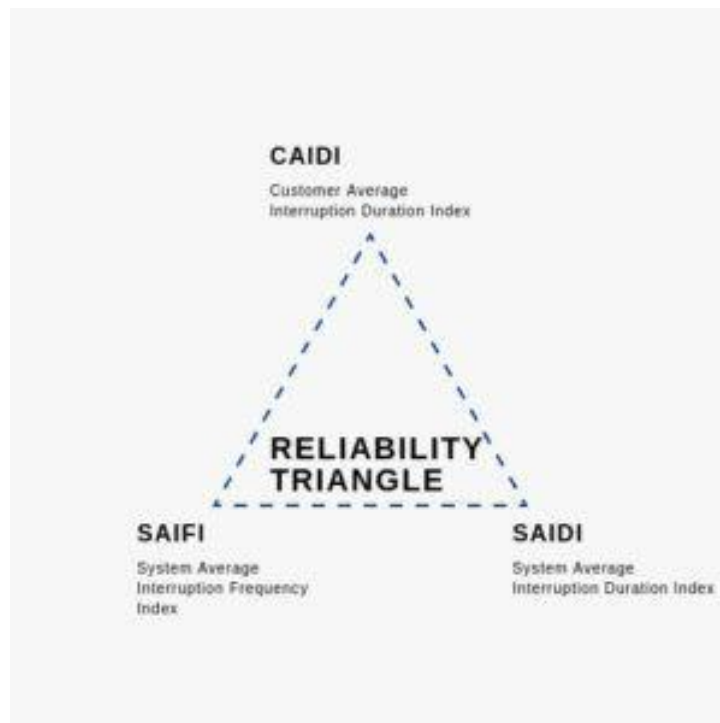 CAIDI
Customer Average
Interruption Duration Index
RELIABILITY
TRIANGLE
SAIFI
System Average
Interruption Frequency
Index
SAIDI
System Average
Interruption Duration Index